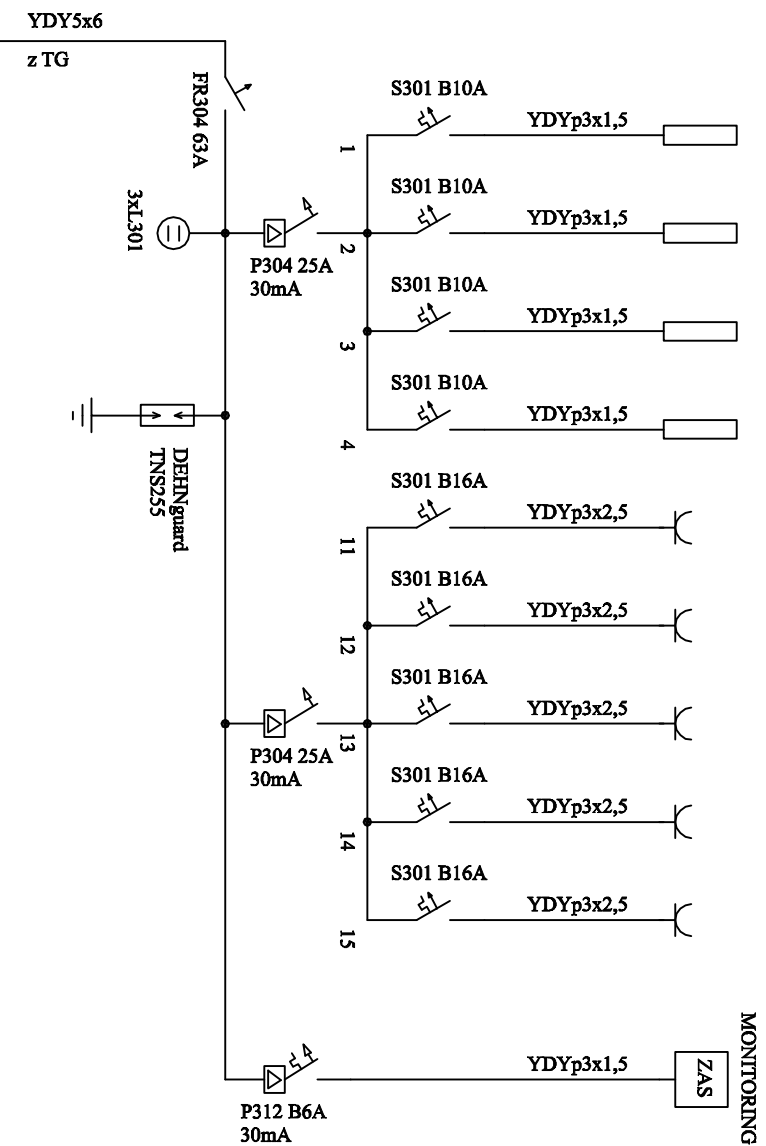 YDY5x6
z TG
FR304 63A
3xL301
P304 25A
30mA
DEHNguard
TNS255
1
S301 B10A
YDYp3x1,5
2
S301 B10A
YDYp3x1,5
3
S301 B10A
YDYp3x1,5
4
S301 B10A
YDYp3x1,5
11
S301 B16A
YDYp3x2,5
12
S301 B16A
YDYp3x2,5
P304 25A
30mA
13
S301 B16A
YDYp3x2,5
14
S301 B16A
YDYp3x2,5
15
S301 B16A
YDYp3x2,5
P312 B6A
30mA
YDYp3x1,5
ZAS
MONITORING